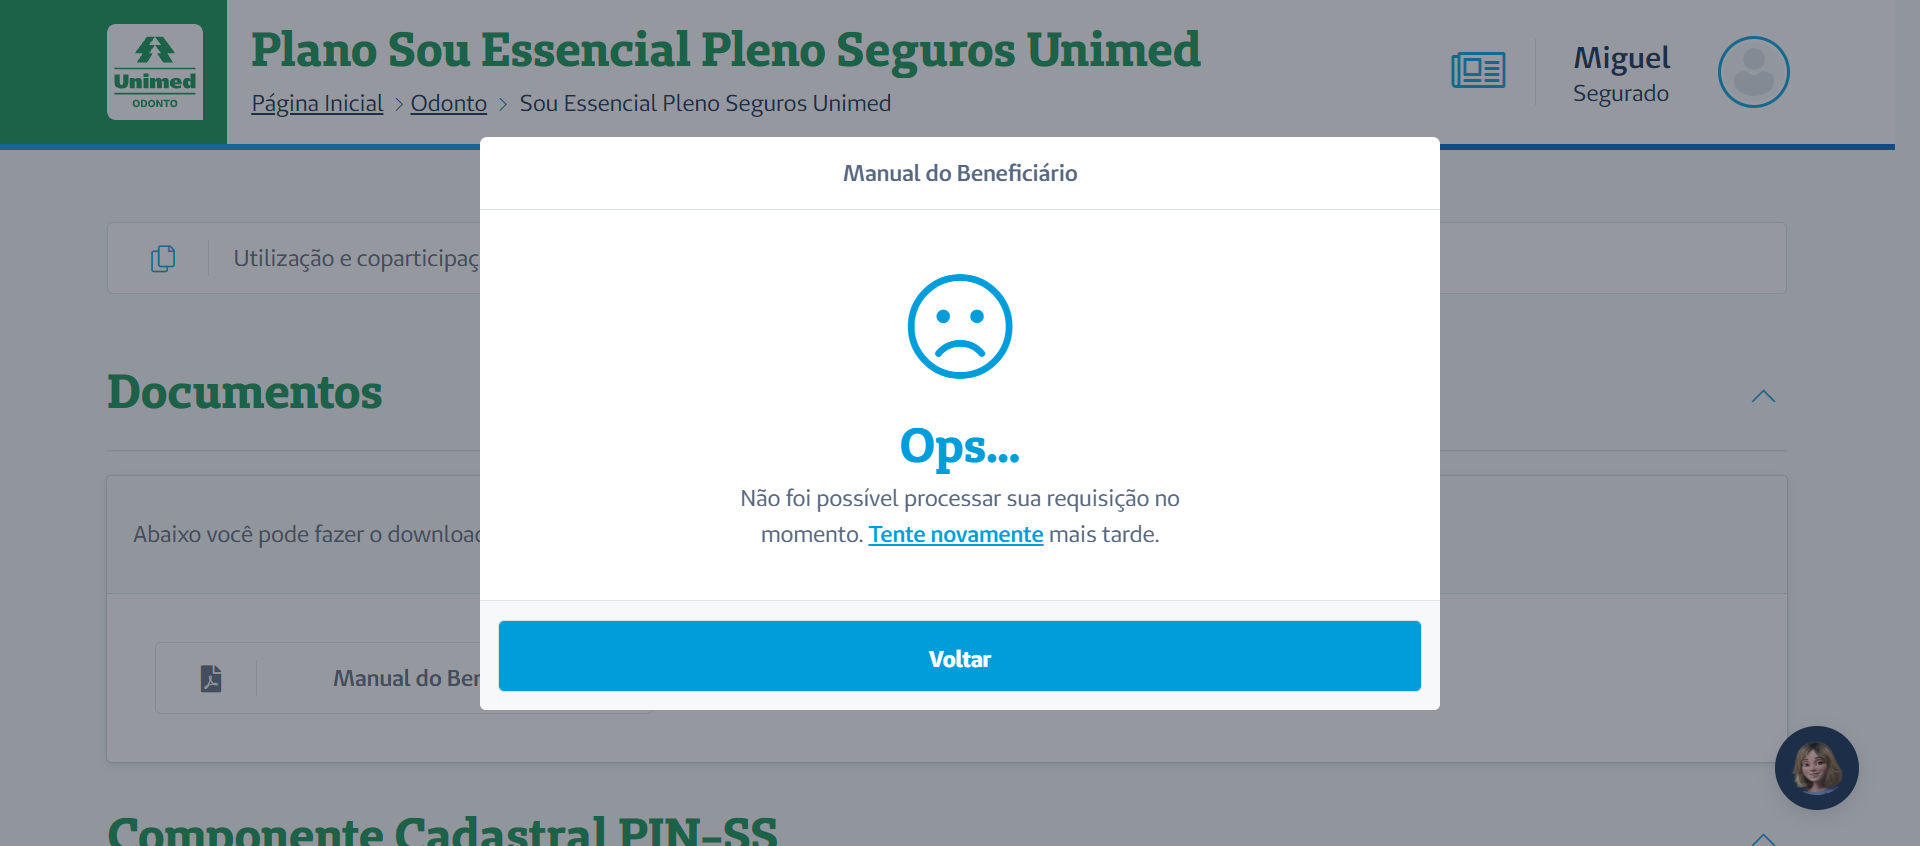 Unimed
ODONTO
Plano Sou Essencial Pleno Seguros Unimed
Página Inicial > Odonto > Sou Essencial Pleno Seguros Unimed
Miguel
Segurado
Manual do Beneficiário
Utilização e coparticipaç
Ops...
Documentos
Não foi possível processar sua requisição no
momento. Tente novamente mais tarde.
Abaixo você pode fazer o download
Voltar
Manual do Ber
Componente Cadastral PIN-SS